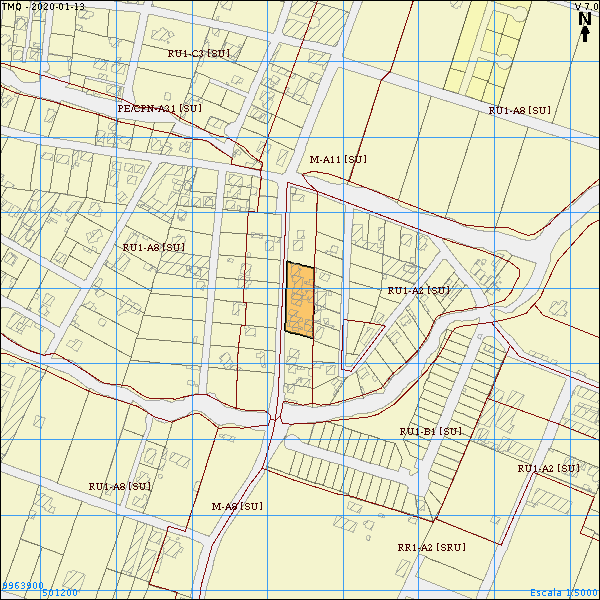 TMQ - 2020-01-13
V 7.0
N
RU1-C3 [SU]
PE/CPN-A31 [SU]
RU1-A8 [SU]
M-A11 [SU]
RU1-A8 [SU]
RU1-A2 [SU]
RU1-B1 [SU]
RU1-A2 [SU]
RU1-A8 [SU]
M-A8 [SU]
RR1-A2 [SRU]
9963900
501200
Escala 1:5000